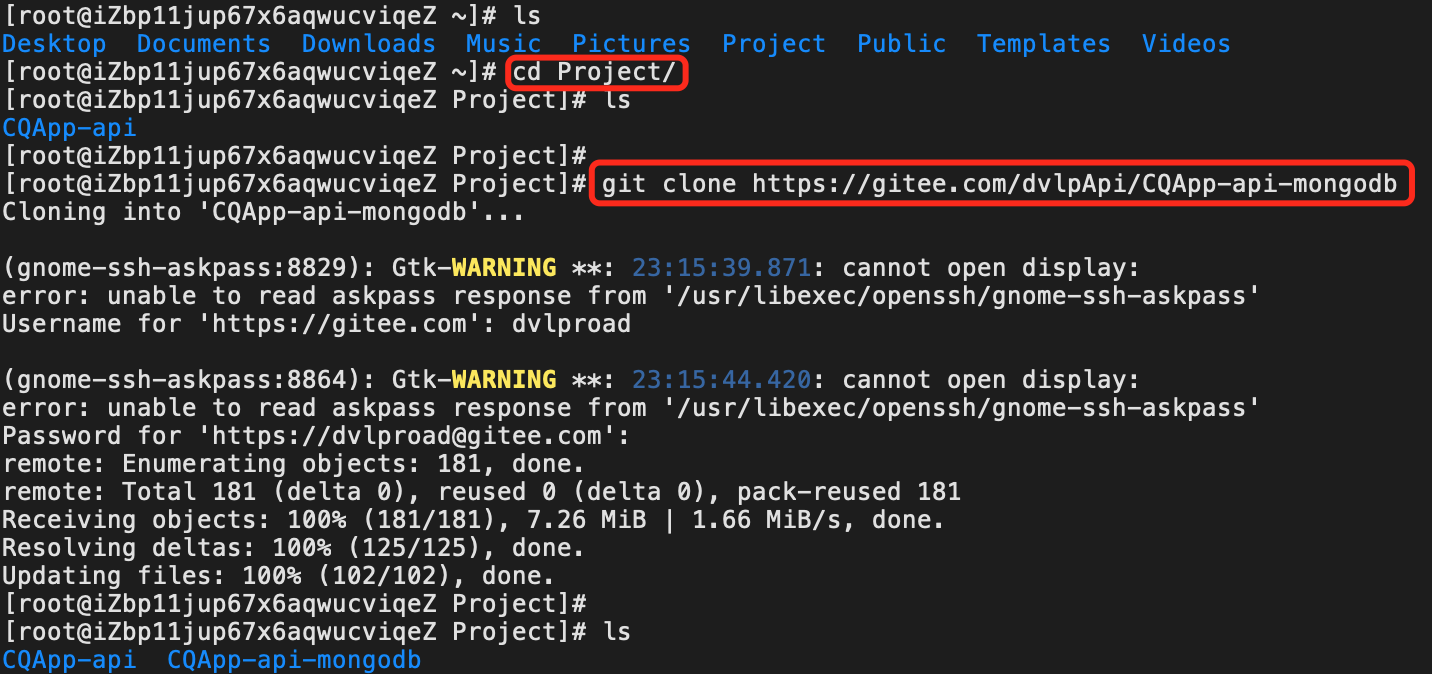 [root@iZbp11jup67x6aqwucviqeZ ~]# ls
Desktop  Documents  Downloads  Music  Pictures  Project  Public  Templates  Videos
[root@iZbp11jup67x6aqwucviqeZ ~]# cd Project/
[root@iZbp11jup67x6aqwucviqeZ Project]# ls
CQApp-api
[root@iZbp11jup67x6aqwucviqeZ Project]#
[root@iZbp11jup67x6aqwucviqeZ Project]# git clone https://gitee.com/dvlpApi/CQApp-api-mongodb
Cloning into 'CQApp-api-mongodb'...
(gnome-ssh-askpass:8829): Gtk-WARNING **: 23:15:39.871: cannot open display:
error: unable to read askpass response from '/usr/libexec/openssh/gnome-ssh-askpass'
Username for 'https://gitee.com': dvlproad
(gnome-ssh-askpass:8864): Gtk-WARNING **: 23:15:44.420: cannot open display:
error: unable to read askpass response from '/usr/libexec/openssh/gnome-ssh-askpass'
Password for 'https://dvlproad@gitee.com':
remote: Enumerating objects: 181, done.
remote: Total 181 (delta 0), reused 0 (delta 0), pack-reused 181
Receiving objects: 100% (181/181), 7.26 MiB | 1.66 MiB/s, done.
Resolving deltas: 100% (125/125), done.
Updating files: 100% (102/102), done.
[root@iZbp11jup67x6aqwucviqeZ Project]#
[root@iZbp11jup67x6aqwucviqeZ Project]# ls
CQApp-api  CQApp-api-mongodb